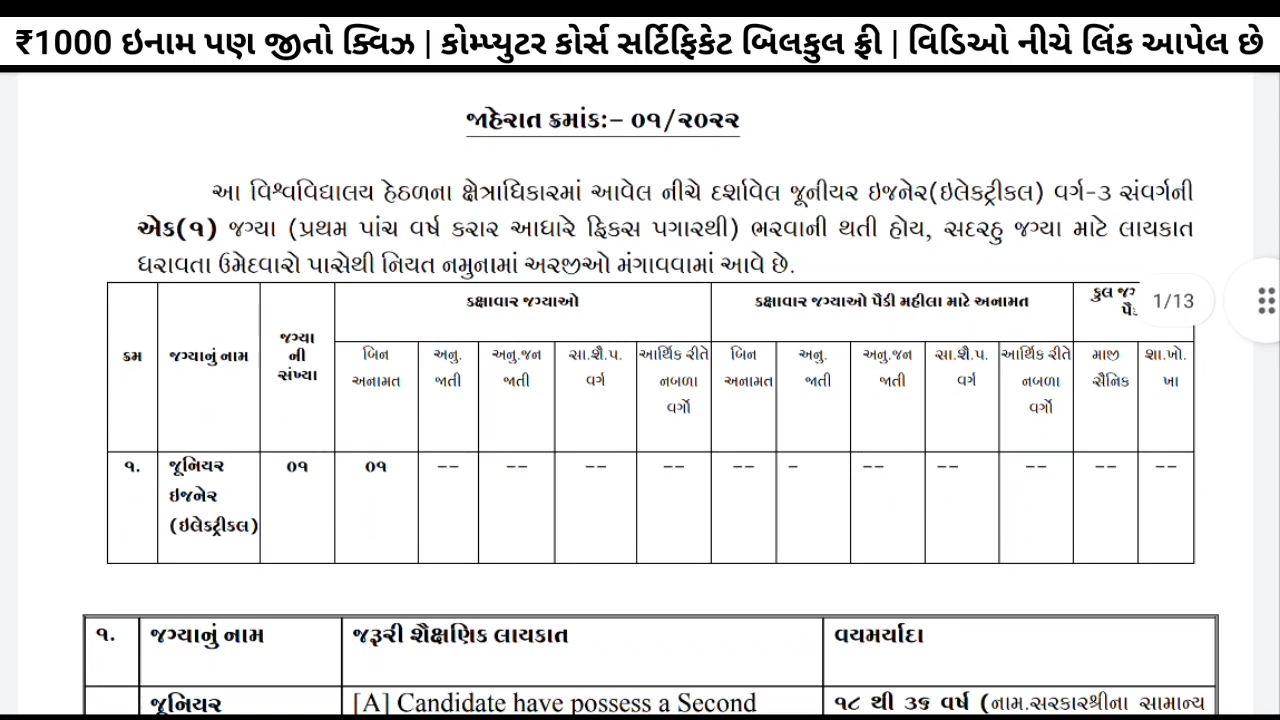 ₹1000 ઇનામ પણ જીતો ક્વિઝ | કોમ્પ્યુટર કોર્સ સર્ટિફિકેટ બિલકુલ ફ્રી | વિડિઓ નીચે લિંક આપેલ છે
જાહેરાત ક્રમાંક:– ૦૧/૨૦૨૨
આ વિશ્વવિદ્યાલય હેઠળના ક્ષેત્રાધિકારમાં આવેલ નીચે દર્શાવેલ જૂનીયર ઇજનેર(ઇલેક્ટ્રીકલ) વર્ગ-૩ સંવર્ગની
એક(૧) જગ્યા (પ્રથમ પાંચ વર્ષ કરાર આધારે ફિકસ પગારથી) ભરવાની થતી હોય, સદરહુ જગ્યા માટે લાયકાત
ધરાવતા ઉમેદવારો પાસેથી નિયત નમુનામાં અરજીઓ મંગાવવામાં આવે છે.
કક્ષાવાર જગ્યાઓ કક્ષાવાર જગ્યાઓ પૈકી મહીલા માટે અનામત કુલ
1/13
ક્રમ જગ્યાનું નામ જગ્યા ની સંખ્યા બિન અનામત અનુ. જાતી અનુ.જન જાતી સા.શૈ.પ. વર્ગ આર્થિક રીતે નબળા વર્ગો બિન અનામત અનુ. જાતી અનુ.જન જાતી સા.શૈ.પ. વર્ગ આર્થિક રીતે નબળા વર્ગો માજી સૈનિક શા.ખો. ખા
૧. જૂનિયર ઇજનેર (ઇલેક્ટ્રીકલ) ૦૧ ૦૧ -- -- -- -- -- - -- -- -- -- --
૧. જગ્યાનું નામ જરૂરી શૈક્ષણિક લાયકાત વયમર્યાદા
જૂનિયર [A] Candidate have possess a Second ૧૮ થી ૩૬ વર્ષ (નામ.સરકારશ્રીના સામાન્ય